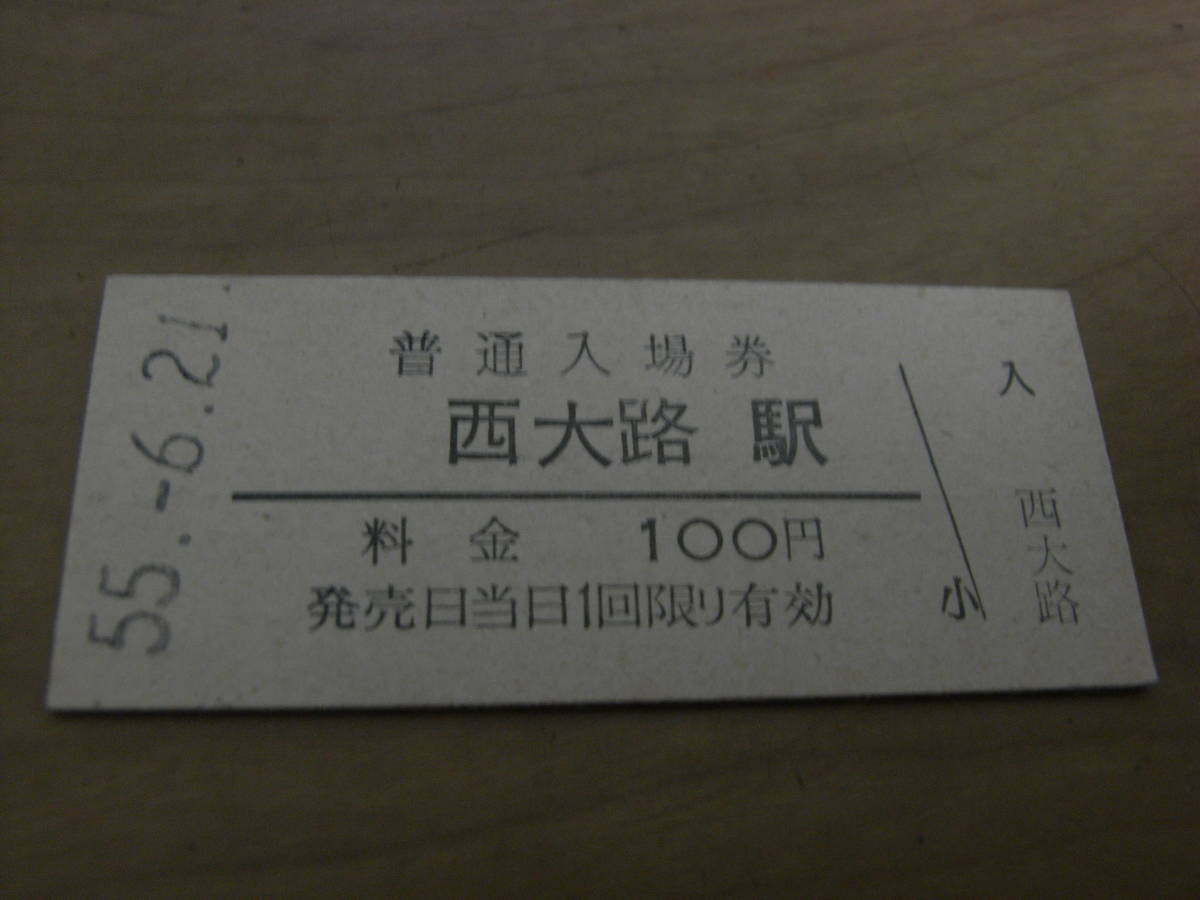 55.-6.21.
普通入場券
西大路 駅
料 金 100円
発売日当日1回限り有効
小
入
西大路